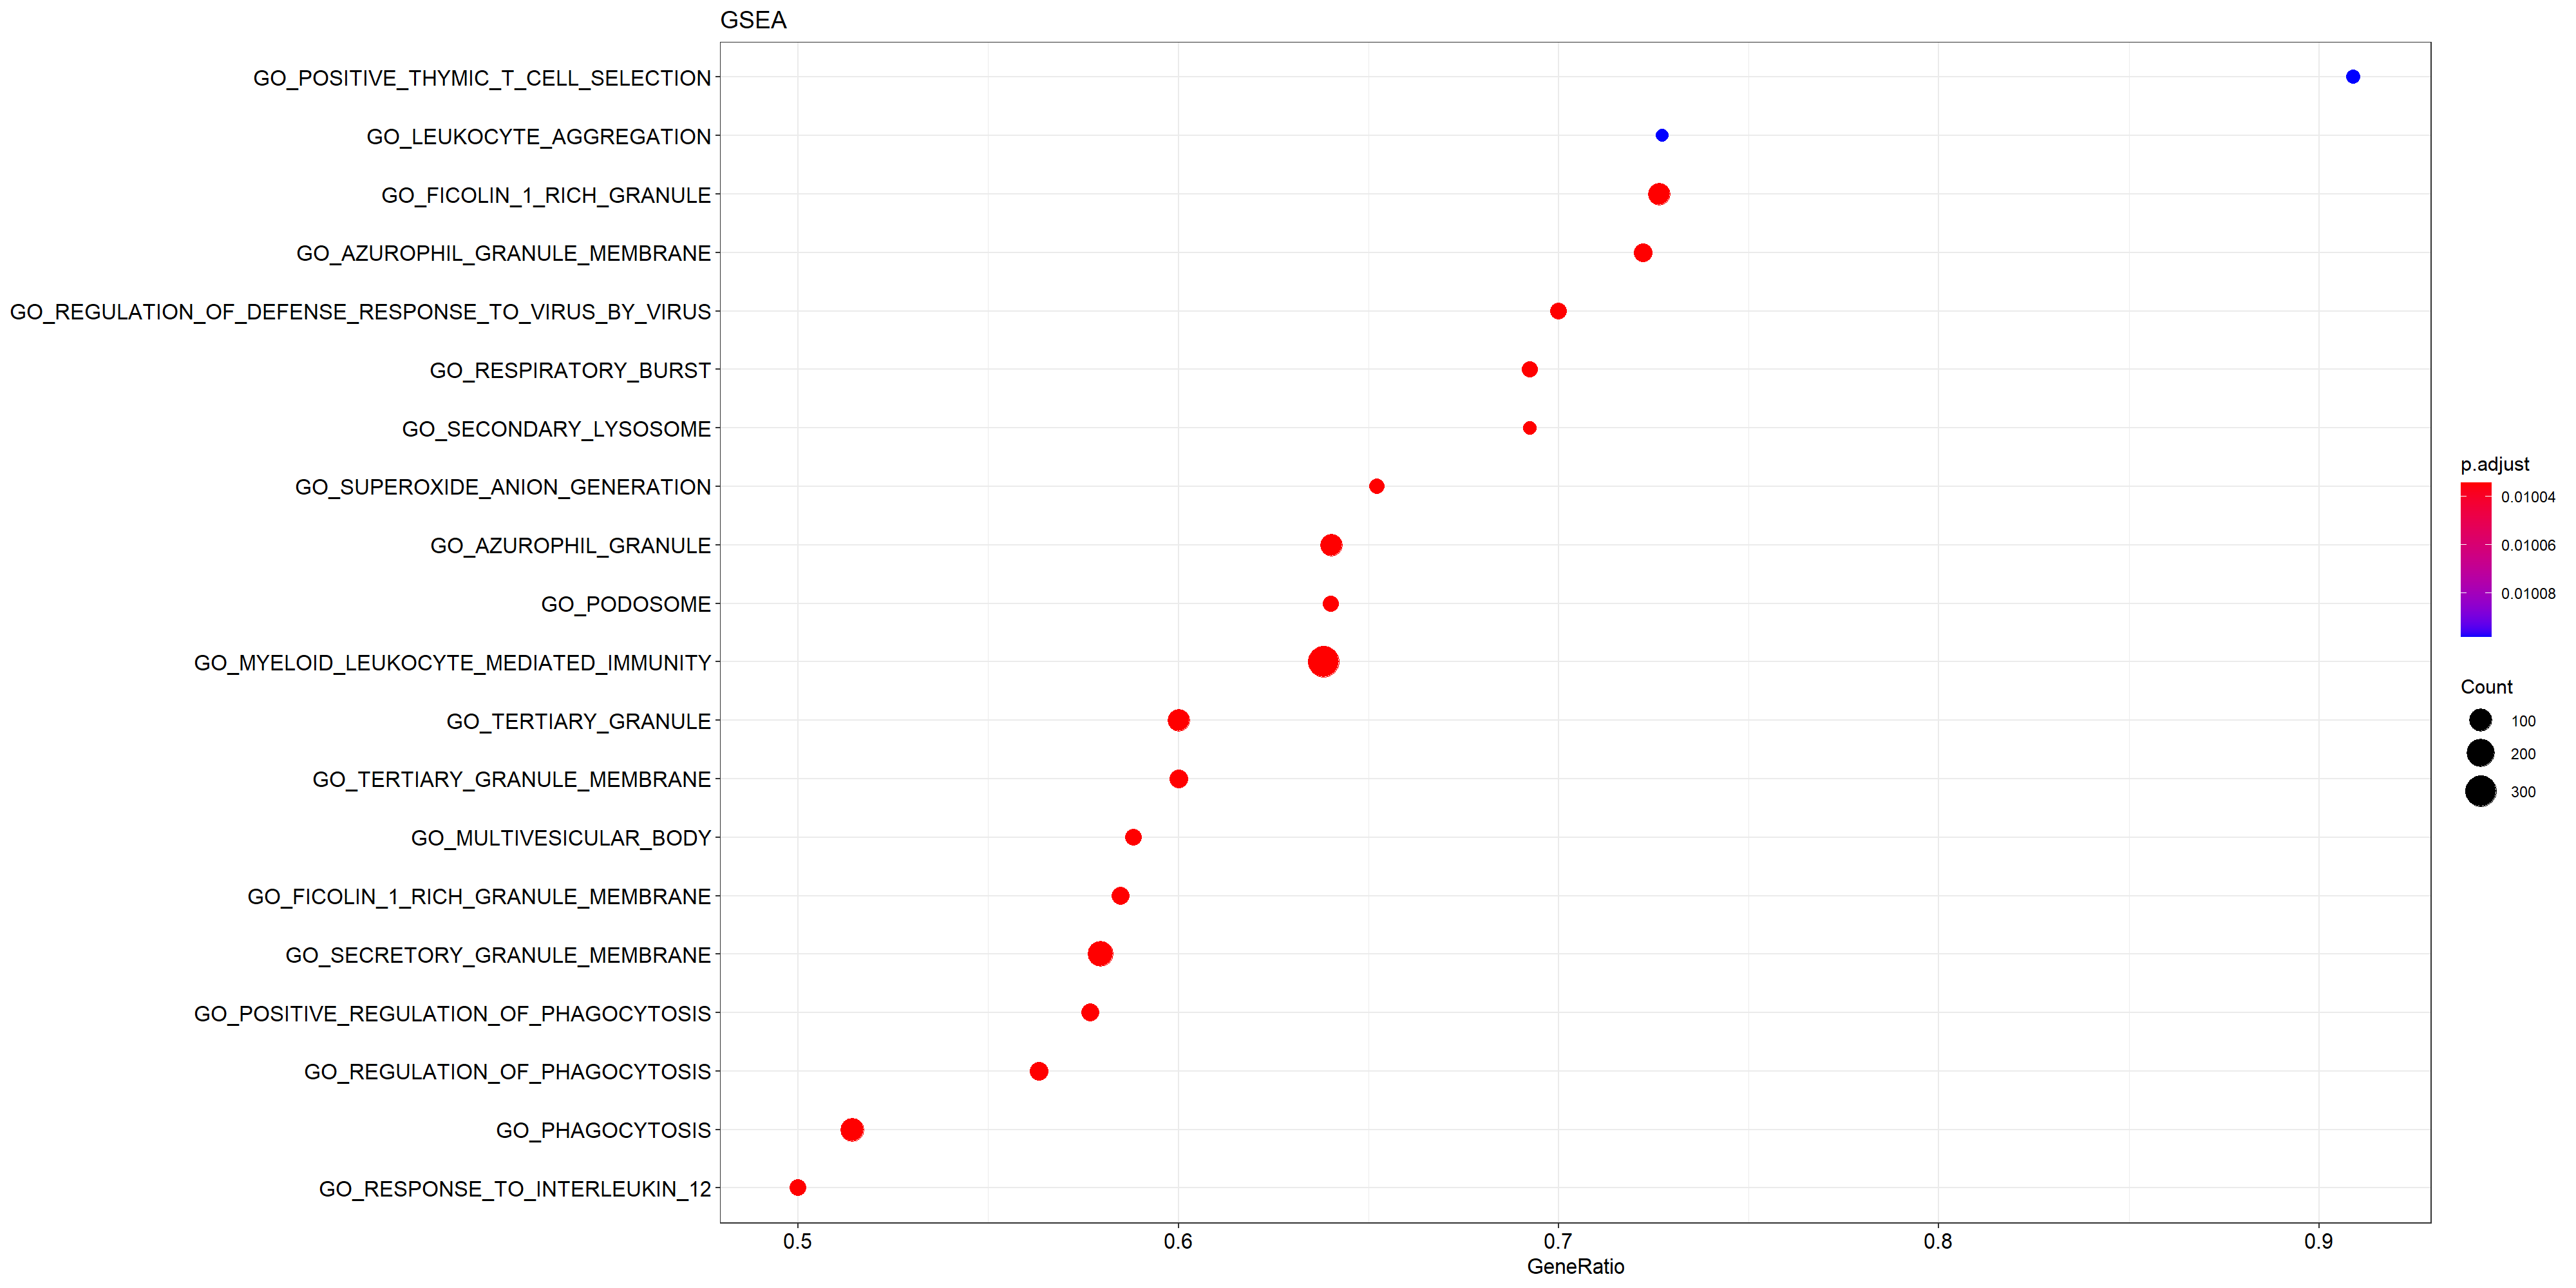 GSEA
GO_POSITIVE_THYMIC_T_CELL_SELECTION
GO_LEUKOCYTE_AGGREGATION
GO_FICOLIN_1_RICH_GRANULE
GO_AZUROPHIL_GRANULE_MEMBRANE
GO_REGULATION_OF_DEFENSE_RESPONSE_TO_VIRUS_BY_VIRUS
GO_RESPIRATORY_BURST
GO_SECONDARY_LYSOSOME
GO_SUPEROXIDE_ANION_GENERATION
GO_AZUROPHIL_GRANULE
GO_PODOSOME
GO_MYELOID_LEUKOCYTE_MEDIATED_IMMUNITY
GO_TERTIARY_GRANULE
GO_TERTIARY_GRANULE_MEMBRANE
GO_MULTIVESICULAR_BODY
GO_FICOLIN_1_RICH_GRANULE_MEMBRANE
GO_SECRETORY_GRANULE_MEMBRANE
GO_POSITIVE_REGULATION_OF_PHAGOCYTOSIS
GO_REGULATION_OF_PHAGOCYTOSIS
GO_PHAGOCYTOSIS
GO_RESPONSE_TO_INTERLEUKIN_12
0.5 0.6 0.7 0.8 0.9
GeneRatio
p.adjust
0.01004
0.01006
0.01008
Count
100
200
300